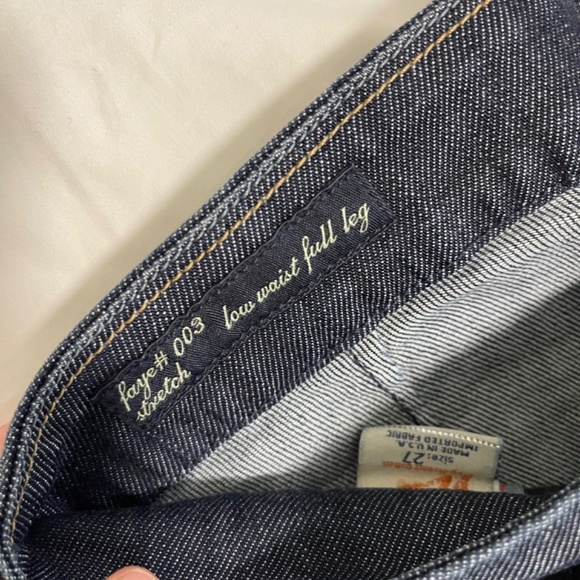 faye# 003 low waist full leg
stretch
Size: 27
MADE IN U.S.A.
IMPORTED FABRIC